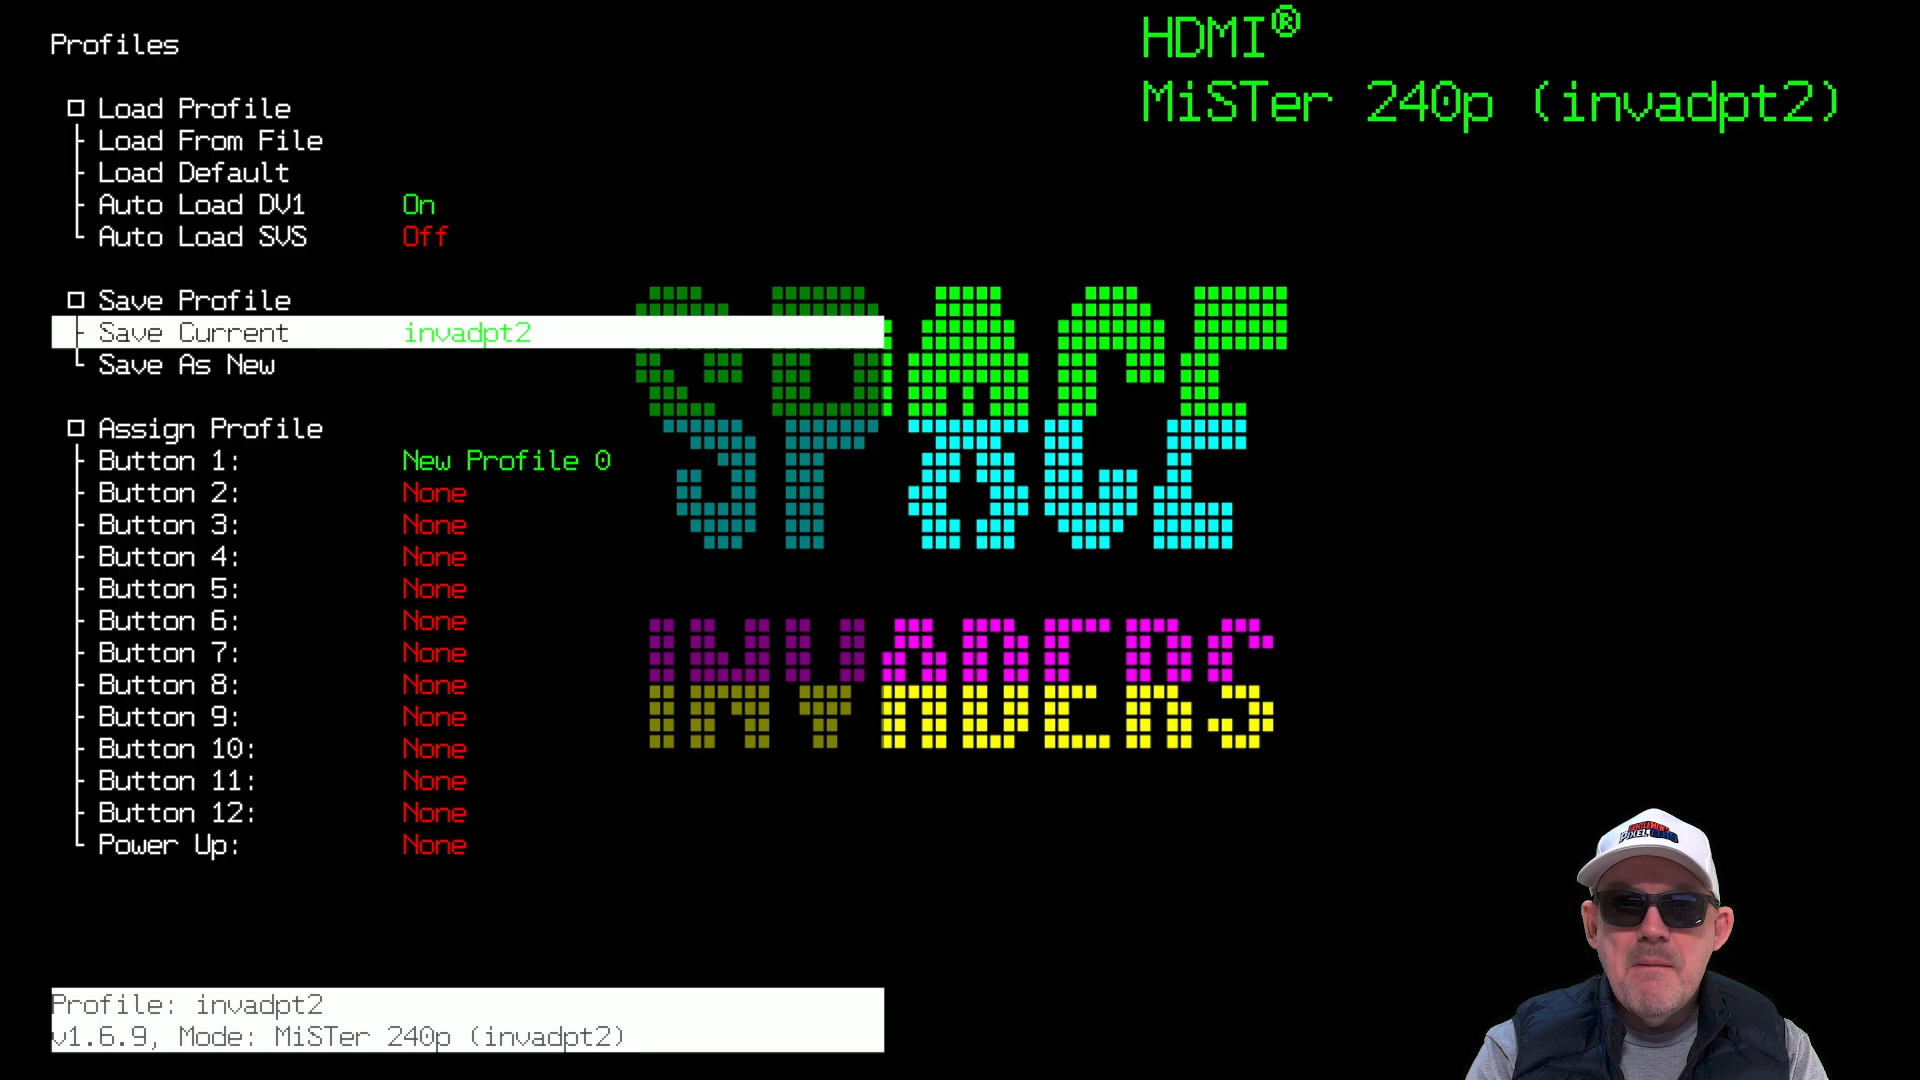 Profiles
HDMI®
MiSTer 240p (invadpt2)
Load Profile
Load From File
Load Default
Auto Load DV1 On
Auto Load SVS Off
Save Profile
Save Current invadpt2
Save As New
Assign Profile
Button 1: New Profile 0
Button 2: None
Button 3: None
Button 4: None
Button 5: None
Button 6: None
Button 7: None
Button 8: None
Button 9: None
Button 10: None
Button 11: None
Button 12: None
Power Up: None
SPACE
INVADERS
PIXEL
Profile: invadpt2
v1.6.9, Mode: MiSTer 240p (invadpt2)